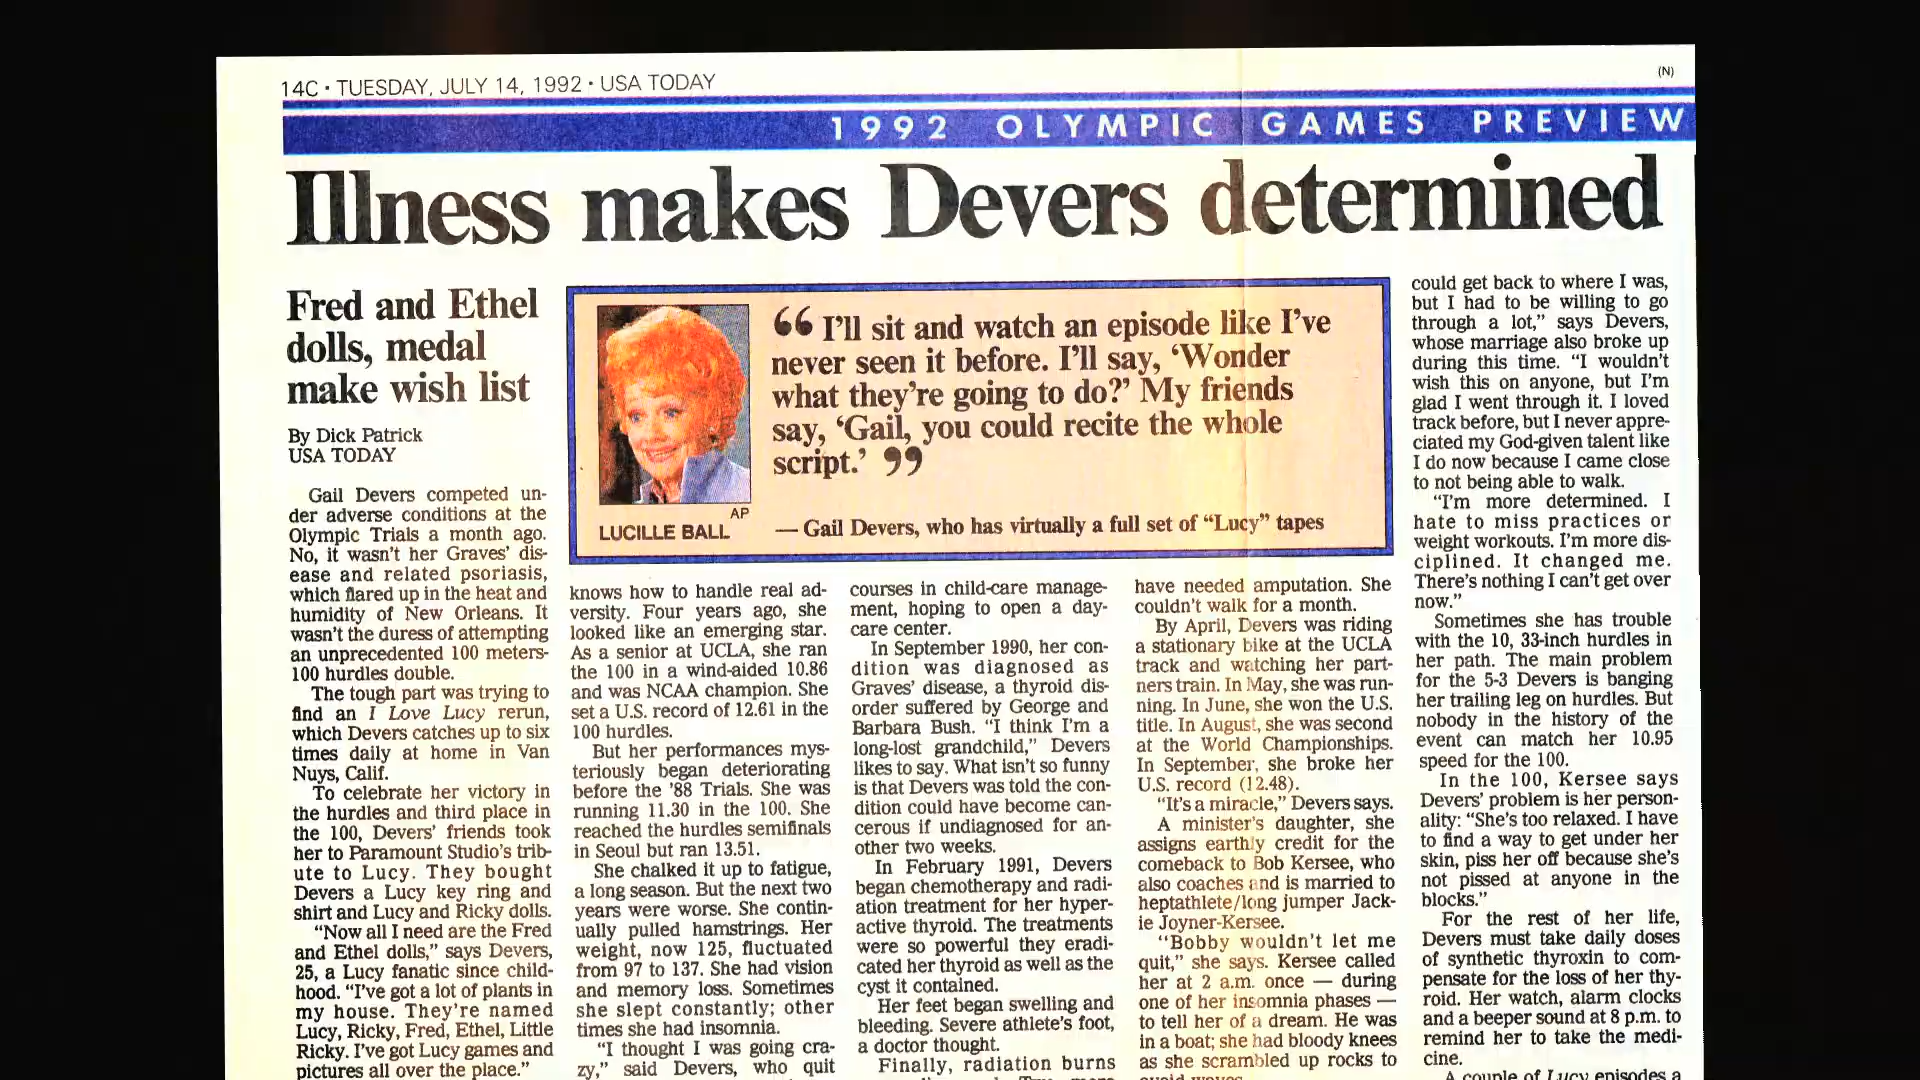 14C • TUESDAY, JULY 14, 1992 • USA TODAY
(N)
1992 OLYMPIC GAMES PREVIEW
Illness makes Devers determined
Fred and Ethel
dolls, medal
make wish list
By Dick Patrick
USA TODAY
Gail Devers competed un-
der adverse conditions at the
Olympic Trials a month ago.
No, it wasn't her Graves' dis-
ease and related psoriasis,
which flared up in the heat and
humidity of New Orleans. It
wasn't the duress of attempting
an unprecedented 100 meters-
100 hurdles double.
The tough part was trying to
find an I Love Lucy rerun,
which Devers catches up to six
times daily at home in Van
Nuys, Calif.
To celebrate her victory in
the hurdles and third place in
the 100, Devers' friends took
her to Paramount Studio's trib-
ute to Lucy. They bought
Devers a Lucy key ring and
shirt and Lucy and Ricky dolls.
"Now all I need are the Fred
and Ethel dolls," says Devers,
25, a Lucy fanatic since child-
hood. "I've got a lot of plants in
my house. They're named
Lucy, Ricky, Fred, Ethel, Little
Ricky. I've got Lucy games and
pictures all over the place."
“I'll sit and watch an episode like I've
never seen it before. I'll say, ‘Wonder
what they're going to do?’ My friends
say, ‘Gail, you could recite the whole
script.’”
AP
LUCILLE BALL
— Gail Devers, who has virtually a full set of “Lucy” tapes
knows how to handle real ad-
versity. Four years ago, she
looked like an emerging star.
As a senior at UCLA, she ran
the 100 in a wind-aided 10.86
and was NCAA champion. She
set a U.S. record of 12.61 in the
100 hurdles.
But her performances mys-
teriously began deteriorating
before the '88 Trials. She was
running 11.30 in the 100. She
reached the hurdles semifinals
in Seoul but ran 13.51.
She chalked it up to fatigue,
a long season. But the next two
years were worse. She contin-
ually pulled hamstrings. Her
weight, now 125, fluctuated
from 97 to 137. She had vision
and memory loss. Sometimes
she slept constantly; other
times she had insomnia.
"I thought I was going cra-
zy," said Devers, who quit
courses in child-care manage-
ment, hoping to open a day-
care center.
In September 1990, her con-
dition was diagnosed as
Graves' disease, a thyroid dis-
order suffered by George and
Barbara Bush. "I think I'm a
long-lost grandchild," Devers
likes to say. What isn't so funny
is that Devers was told the con-
dition could have become can-
cerous if undiagnosed for an-
other two weeks.
In February 1991, Devers
began chemotherapy and radi-
ation treatment for her hyper-
active thyroid. The treatments
were so powerful they eradi-
cated her thyroid as well as the
cyst it contained.
Her feet began swelling and
bleeding. Severe athlete's foot,
a doctor thought.
Finally, radiation burns
have needed amputation. She
couldn't walk for a month.
By April, Devers was riding
a stationary bike at the UCLA
track and watching her part-
ners train. In May, she was run-
ning. In June, she won the U.S.
title. In August, she was second
at the World Championships.
In September, she broke her
U.S. record (12.48).
"It's a miracle," Devers says.
A minister's daughter, she
assigns earthly credit for the
comeback to Bob Kersee, who
also coaches and is married to
heptathlete/long jumper Jack-
ie Joyner-Kersee.
"Bobby wouldn't let me
quit," she says. Kersee called
her at 2 a.m. once — during
one of her insomnia phases —
to tell her of a dream. He was
in a boat; she had bloody knees
as she scrambled up rocks to
avoid waves.
could get back to where I was,
but I had to be willing to go
through a lot," says Devers,
whose marriage also broke up
during this time. "I wouldn't
wish this on anyone, but I'm
glad I went through it. I loved
track before, but I never appre-
ciated my God-given talent like
I do now because I came close
to not being able to walk.
"I'm more determined. I
hate to miss practices or
weight workouts. I'm more dis-
ciplined. It changed me.
There's nothing I can't get over
now."
Sometimes she has trouble
with the 10, 33-inch hurdles in
her path. The main problem
for the 5-3 Devers is banging
her trailing leg on hurdles. But
nobody in the history of the
event can match her 10.95
speed for the 100.
In the 100, Kersee says
Devers' problem is her person-
ality: "She's too relaxed. I have
to find a way to get under her
skin, piss her off because she's
not pissed at anyone in the
blocks."
For the rest of her life,
Devers must take daily doses
of synthetic thyroxin to com-
pensate for the loss of her thy-
roid. Her watch, alarm clocks
and a beeper sound at 8 p.m. to
remind her to take the medi-
cine.
A couple of Lucy episodes a